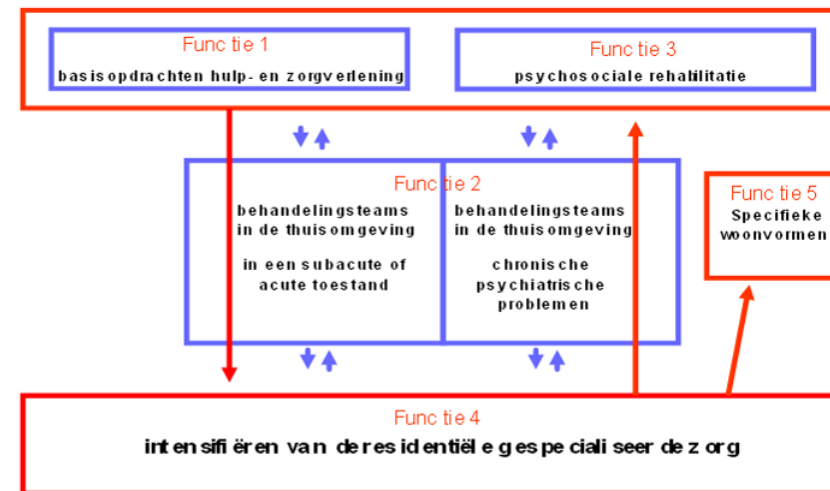 Functie 1
basisopdrachten hulp- en zorgverlening
Functie 3
psychosociale rehabilitatie
Functie 2
behandelingsteams
in de thuisomgeving
in een subacute of
acute toestand
behandelingsteams
in de thuisomgeving
chronische
psychiatrische
problemen
Functie 5
Specifieke
woonvormen
Functie 4
intensifiëren van de residentiële gespecialiseerde zorg